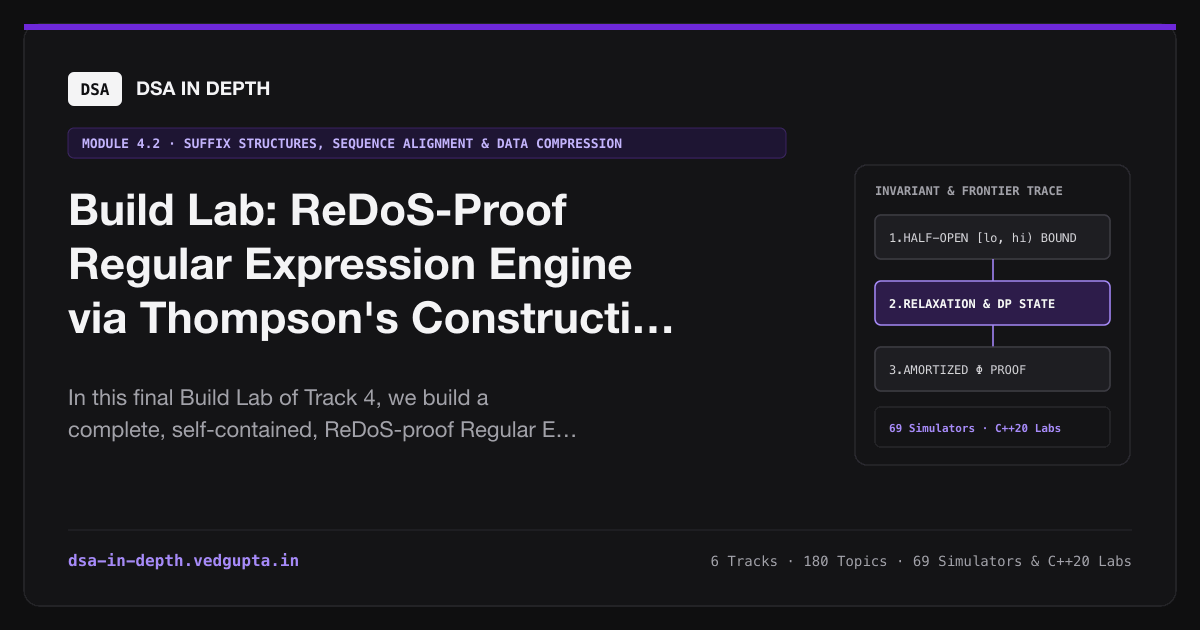 DSA
DSA IN DEPTH
MODULE 4.2 · SUFFIX STRUCTURES, SEQUENCE ALIGNMENT & DATA COMPRESSION
Build Lab: ReDoS-Proof
Regular Expression Engine
via Thompson's Constructi…
In this final Build Lab of Track 4, we build a
complete, self-contained, ReDoS-proof Regular E…
INVARIANT & FRONTIER TRACE
1.HALF-OPEN [lo, hi) BOUND
2.RELAXATION & DP STATE
3.AMORTIZED Φ PROOF
69 Simulators · C++20 Labs
dsa-in-depth.vedgupta.in
6 Tracks · 180 Topics · 69 Simulators & C++20 Labs